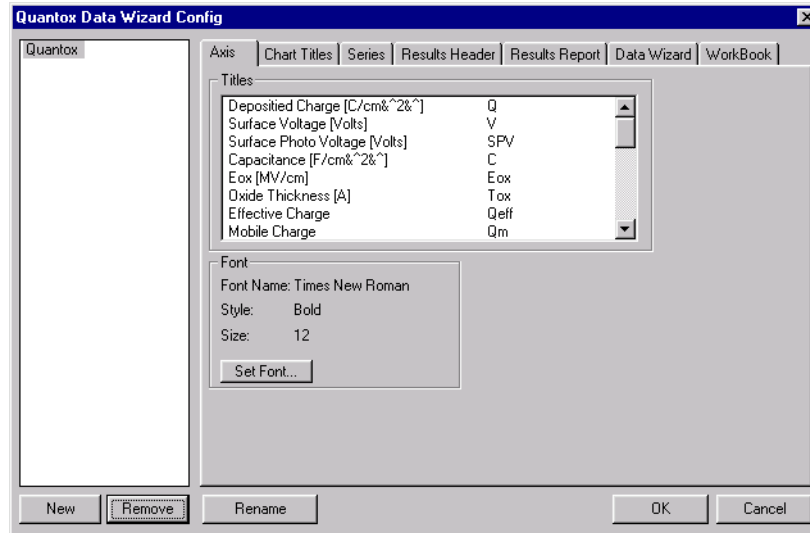 Quantox Data Wizard Config
Quantox
Axis Chart Titles Series Results Header Results Report Data Wizard WorkBook
Titles
Depositied Charge [C/cm&^2&^] Q
Surface Voltage [Volts] V
Surface Photo Voltage [Volts] SPV
Capacitance [F/cm&^2&^] C
Eox [MV/cm] Eox
Oxide Thickness [A] Tox
Effective Charge Qeff
Mobile Charge Qm
Font
Font Name: Times New Roman
Style: Bold
Size: 12
Set Font...
New Remove Rename OK Cancel